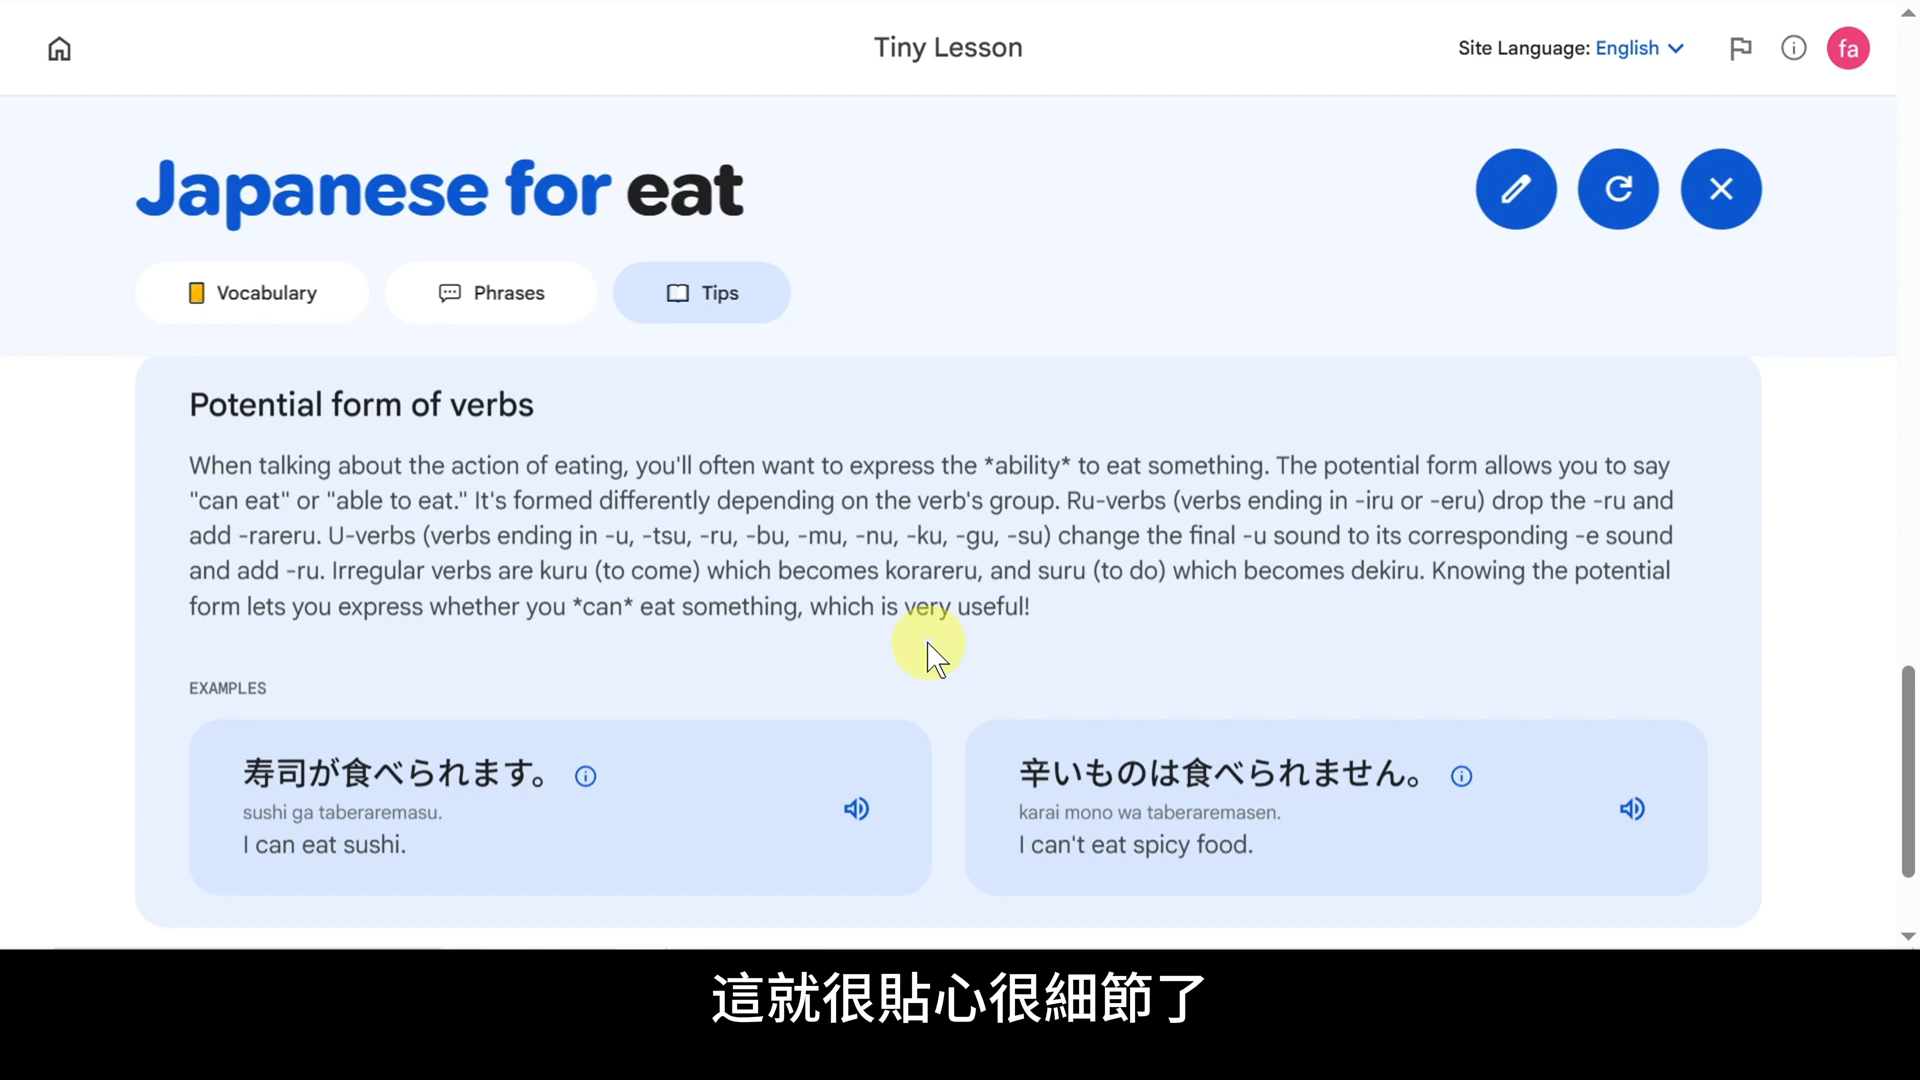 Tiny Lesson
Site Language: English
fa
Japanese for eat
Vocabulary
Phrases
Tips
Potential form of verbs
When talking about the action of eating, you'll often want to express the *ability* to eat something. The potential form allows you to say
"can eat" or "able to eat." It's formed differently depending on the verb's group. Ru-verbs (verbs ending in -iru or -eru) drop the -ru and
add -rareru. U-verbs (verbs ending in -u, -tsu, -ru, -bu, -mu, -nu, -ku, -gu, -su) change the final -u sound to its corresponding -e sound
and add -ru. Irregular verbs are kuru (to come) which becomes korareru, and suru (to do) which becomes dekiru. Knowing the potential
form lets you express whether you *can* eat something, which is very useful!
EXAMPLES
寿司が食べられます。
sushi ga taberaremasu.
I can eat sushi.
辛いものは食べられません。
karai mono wa taberaremasen.
I can't eat spicy food.
這就很貼心很細節了